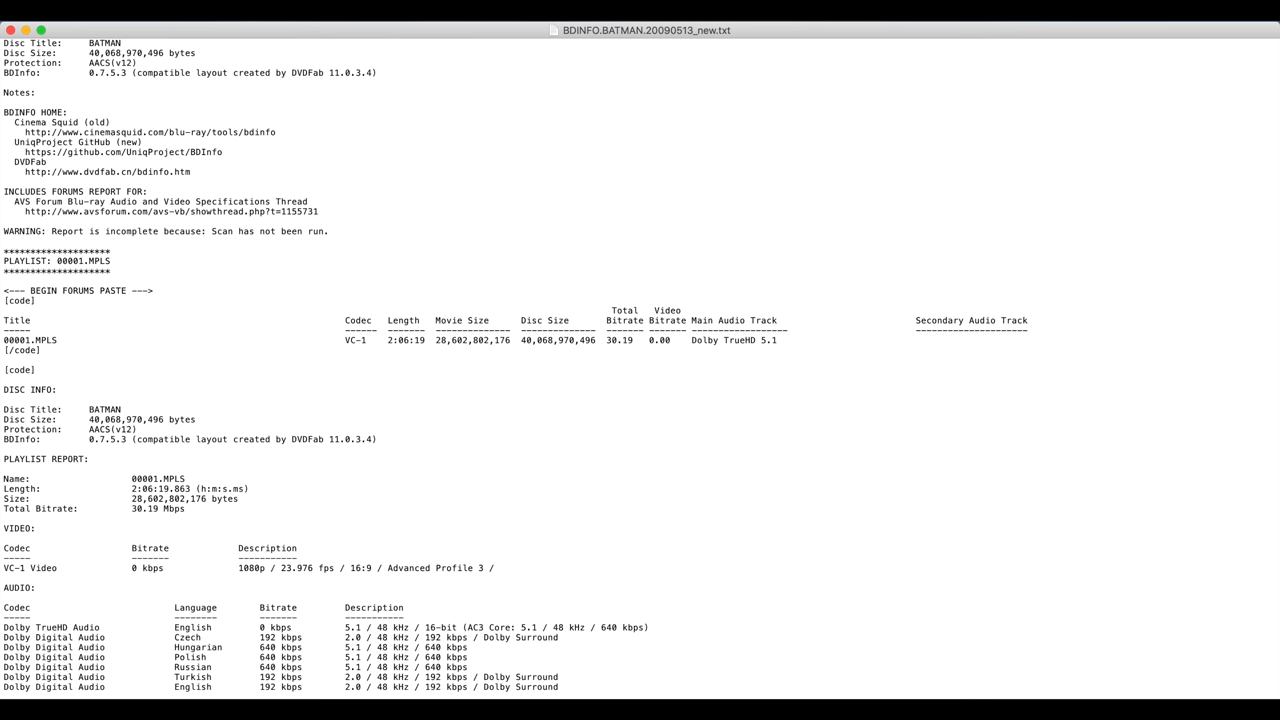 BDINFO.BATMAN.20090513_new.txt
Disc Title: BATMAN
Disc Size: 40,068,970,496 bytes
Protection: AACS(v12)
BDInfo: 0.7.5.3 (compatible layout created by DVDFab 11.0.3.4)
Notes:
BDINFO HOME:
Cinema Squid (old)
http://www.cinemasquid.com/blu-ray/tools/bdinfo
UniqProject GitHub (new)
https://github.com/UniqProject/BDInfo
DVDFab
http://www.dvdfab.cn/bdinfo.htm
INCLUDES FORUMS REPORT FOR:
AVS Forum Blu-ray Audio and Video Specifications Thread
http://www.avsforum.com/avs-vb/showthread.php?t=1155731
WARNING: Report is incomplete because: Scan has not been run.
********************
PLAYLIST: 00001.MPLS
********************
<--- BEGIN FORUMS PASTE --->
[code]
Total Video
Title Codec Length Movie Size Disc Size Bitrate Bitrate Main Audio Track Secondary Audio Track
----- ------ ------- -------------- -------------- ------- ------- ------------------ ---------------------
00001.MPLS VC-1 2:06:19 28,602,802,176 40,068,970,496 30.19 0.00 Dolby TrueHD 5.1
[/code]
[code]
DISC INFO:
Disc Title: BATMAN
Disc Size: 40,068,970,496 bytes
Protection: AACS(v12)
BDInfo: 0.7.5.3 (compatible layout created by DVDFab 11.0.3.4)
PLAYLIST REPORT:
Name: 00001.MPLS
Length: 2:06:19.863 (h:m:s.ms)
Size: 28,602,802,176 bytes
Total Bitrate: 30.19 Mbps
VIDEO:
Codec Bitrate Description
----- ------- -----------
VC-1 Video 0 kbps 1080p / 23.976 fps / 16:9 / Advanced Profile 3 /
AUDIO:
Codec Language Bitrate Description
----- -------- ------- -----------
Dolby TrueHD Audio English 0 kbps 5.1 / 48 kHz / 16-bit (AC3 Core: 5.1 / 48 kHz / 640 kbps)
Dolby Digital Audio Czech 192 kbps 2.0 / 48 kHz / 192 kbps / Dolby Surround
Dolby Digital Audio Hungarian 640 kbps 5.1 / 48 kHz / 640 kbps
Dolby Digital Audio Polish 640 kbps 5.1 / 48 kHz / 640 kbps
Dolby Digital Audio Russian 640 kbps 5.1 / 48 kHz / 640 kbps
Dolby Digital Audio Turkish 192 kbps 2.0 / 48 kHz / 192 kbps / Dolby Surround
Dolby Digital Audio English 192 kbps 2.0 / 48 kHz / 192 kbps / Dolby Surround